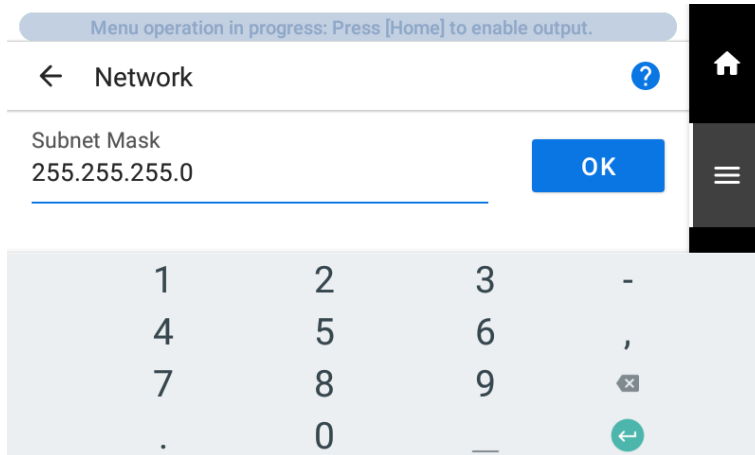 Menu operation in progress: Press [Home] to enable output.
Network ?
Subnet Mask
255.255.255.0
OK
1 2 3 -
4 5 6 ,
7 8 9
. 0 _